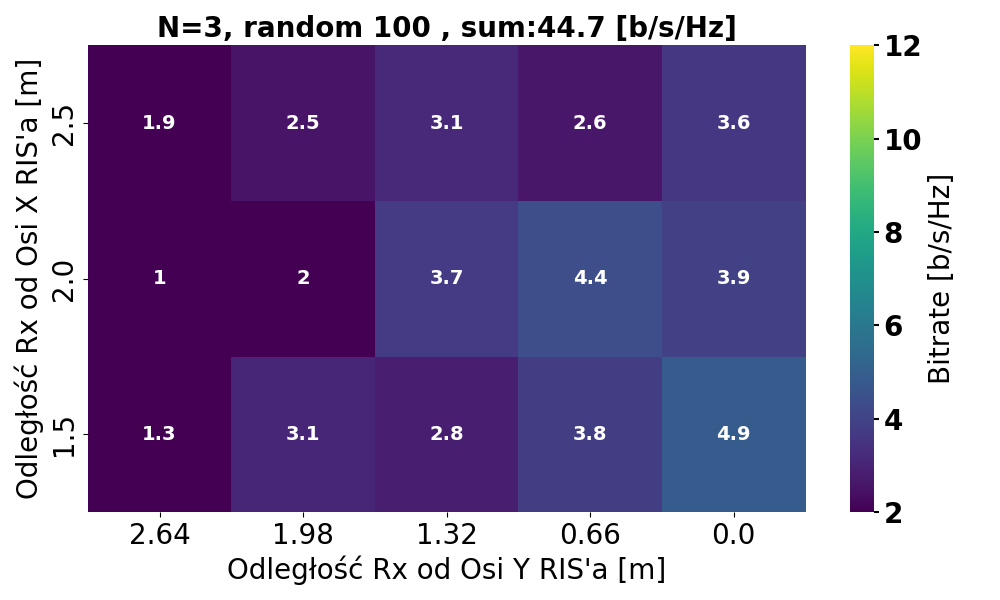 N=3, random 100 , sum:44.7 [b/s/Hz]
Odległość Rx od Osi X RIS'a [m]
2.5
1.9 2.5 3.1 2.6 3.6
2.0
1 2 3.7 4.4 3.9
1.5
1.3 3.1 2.8 3.8 4.9
2.64 1.98 1.32 0.66 0.0
Odległość Rx od Osi Y RIS'a [m]
12
10
8
6
4
2
Bitrate [b/s/Hz]